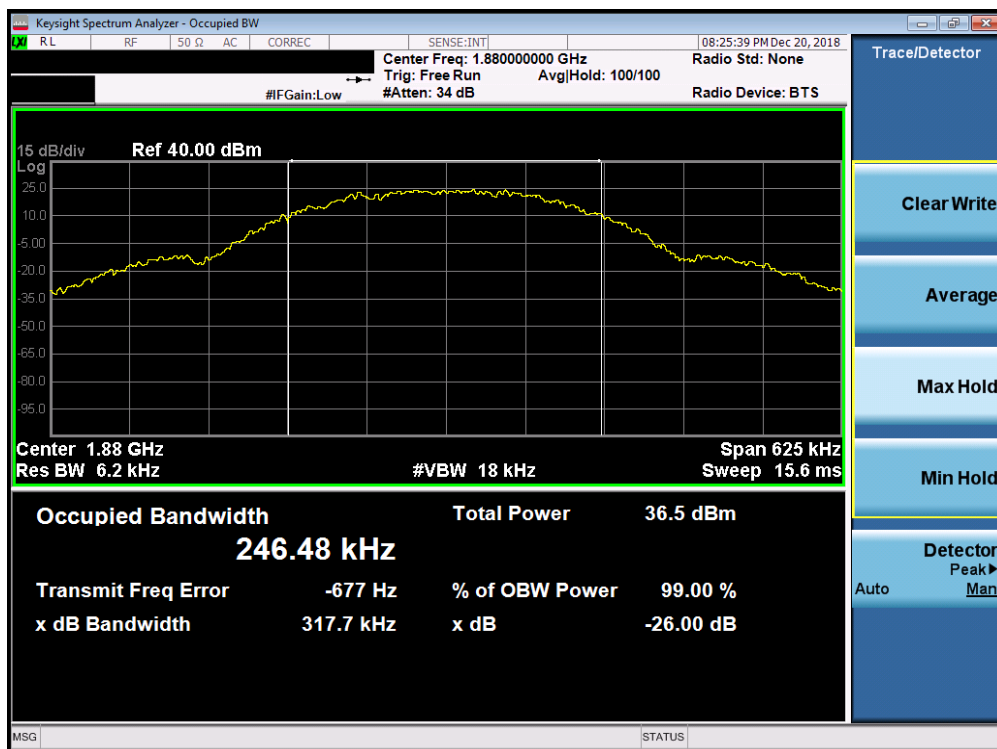 Keysight Spectrum Analyzer - Occupied BW
LXI RL RF 50 Ω AC CORREC SENSE:INT 08:25:39 PM Dec 20, 2018
Center Freq: 1.880000000 GHz Radio Std: None
Trig: Free Run Avg|Hold: 100/100
#IFGain:Low #Atten: 34 dB Radio Device: BTS
15 dB/div Ref 40.00 dBm
Log
25.0
10.0
-5.00
-20.0
-35.0
-50.0
-65.0
-80.0
-95.0
Center 1.88 GHz Span 625 kHz
Res BW 6.2 kHz #VBW 18 kHz Sweep 15.6 ms
Occupied Bandwidth Total Power 36.5 dBm
246.48 kHz
Transmit Freq Error -677 Hz % of OBW Power 99.00 %
x dB Bandwidth 317.7 kHz x dB -26.00 dB
MSG STATUS
Trace/Detector
Clear Write
Average
Max Hold
Min Hold
Detector
Peak▶
Auto Man